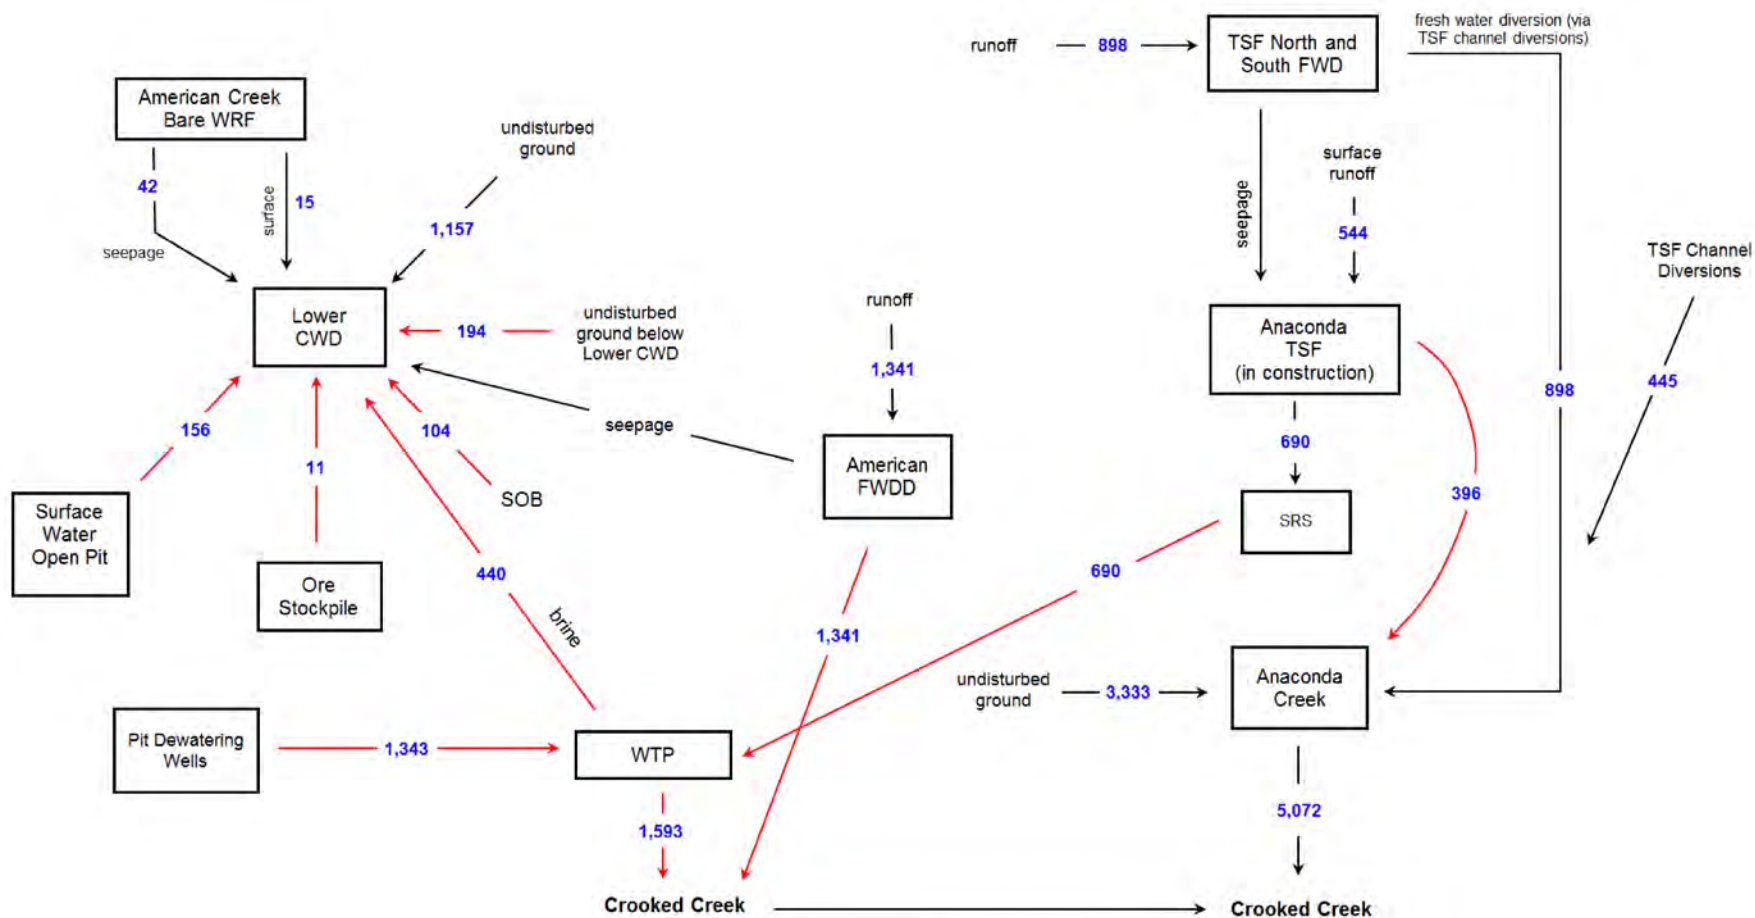 fresh water diversion (via
TSF channel diversions)
runoff
898
TSF North and
South FWD
American Creek
Bare WRF
undisturbed
ground
surface
runoff
42
surface
15
seepage
544
1,157
seepage
TSF Channel
Diversions
Lower
CWD
194
undisturbed
ground below
Lower CWD
runoff
Anaconda
TSF
(in construction)
1,341
898
445
156
104
seepage
690
11
American
FWDD
SOB
396
Surface
Water
Open Pit
SRS
Ore
Stockpile
440
690
brine
1,341
undisturbed
ground
3,333
Anaconda
Creek
Pit Dewatering
Wells
1,343
WTP
1,593
5,072
Crooked Creek
Crooked Creek